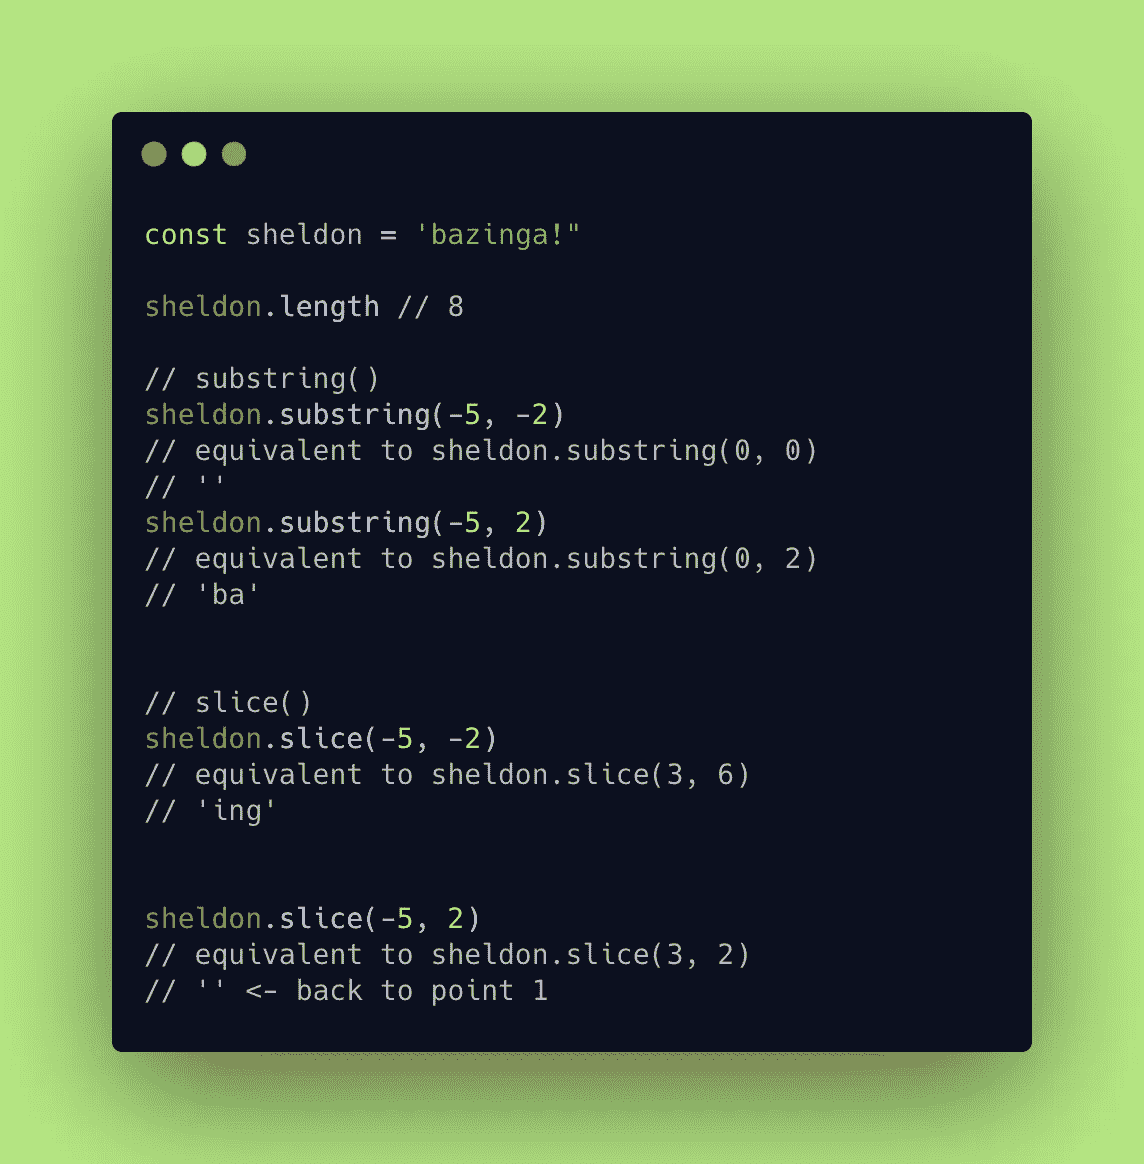 const sheldon = 'bazinga!"
sheldon.length // 8
// substring()
sheldon.substring(-5, -2)
// equivalent to sheldon.substring(0, 0)
// ''
sheldon.substring(-5, 2)
// equivalent to sheldon.substring(0, 2)
// 'ba'
// slice()
sheldon.slice(-5, -2)
// equivalent to sheldon.slice(3, 6)
// 'ing'
sheldon.slice(-5, 2)
// equivalent to sheldon.slice(3, 2)
// '' <- back to point 1